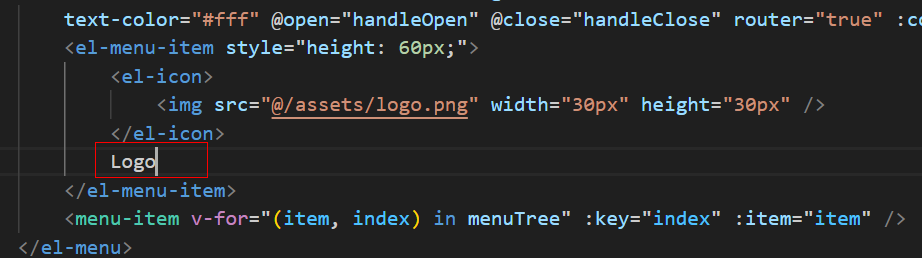 text-color="#fff" @open="handleOpen" @close="handleClose" router="true" :co
<el-menu-item style="height: 60px;">
<el-icon>
<img src="@/assets/logo.png" width="30px" height="30px" />
</el-icon>
Logo
</el-menu-item>
<menu-item v-for="(item, index) in menuTree" :key="index" :item="item" />
</el-menu>